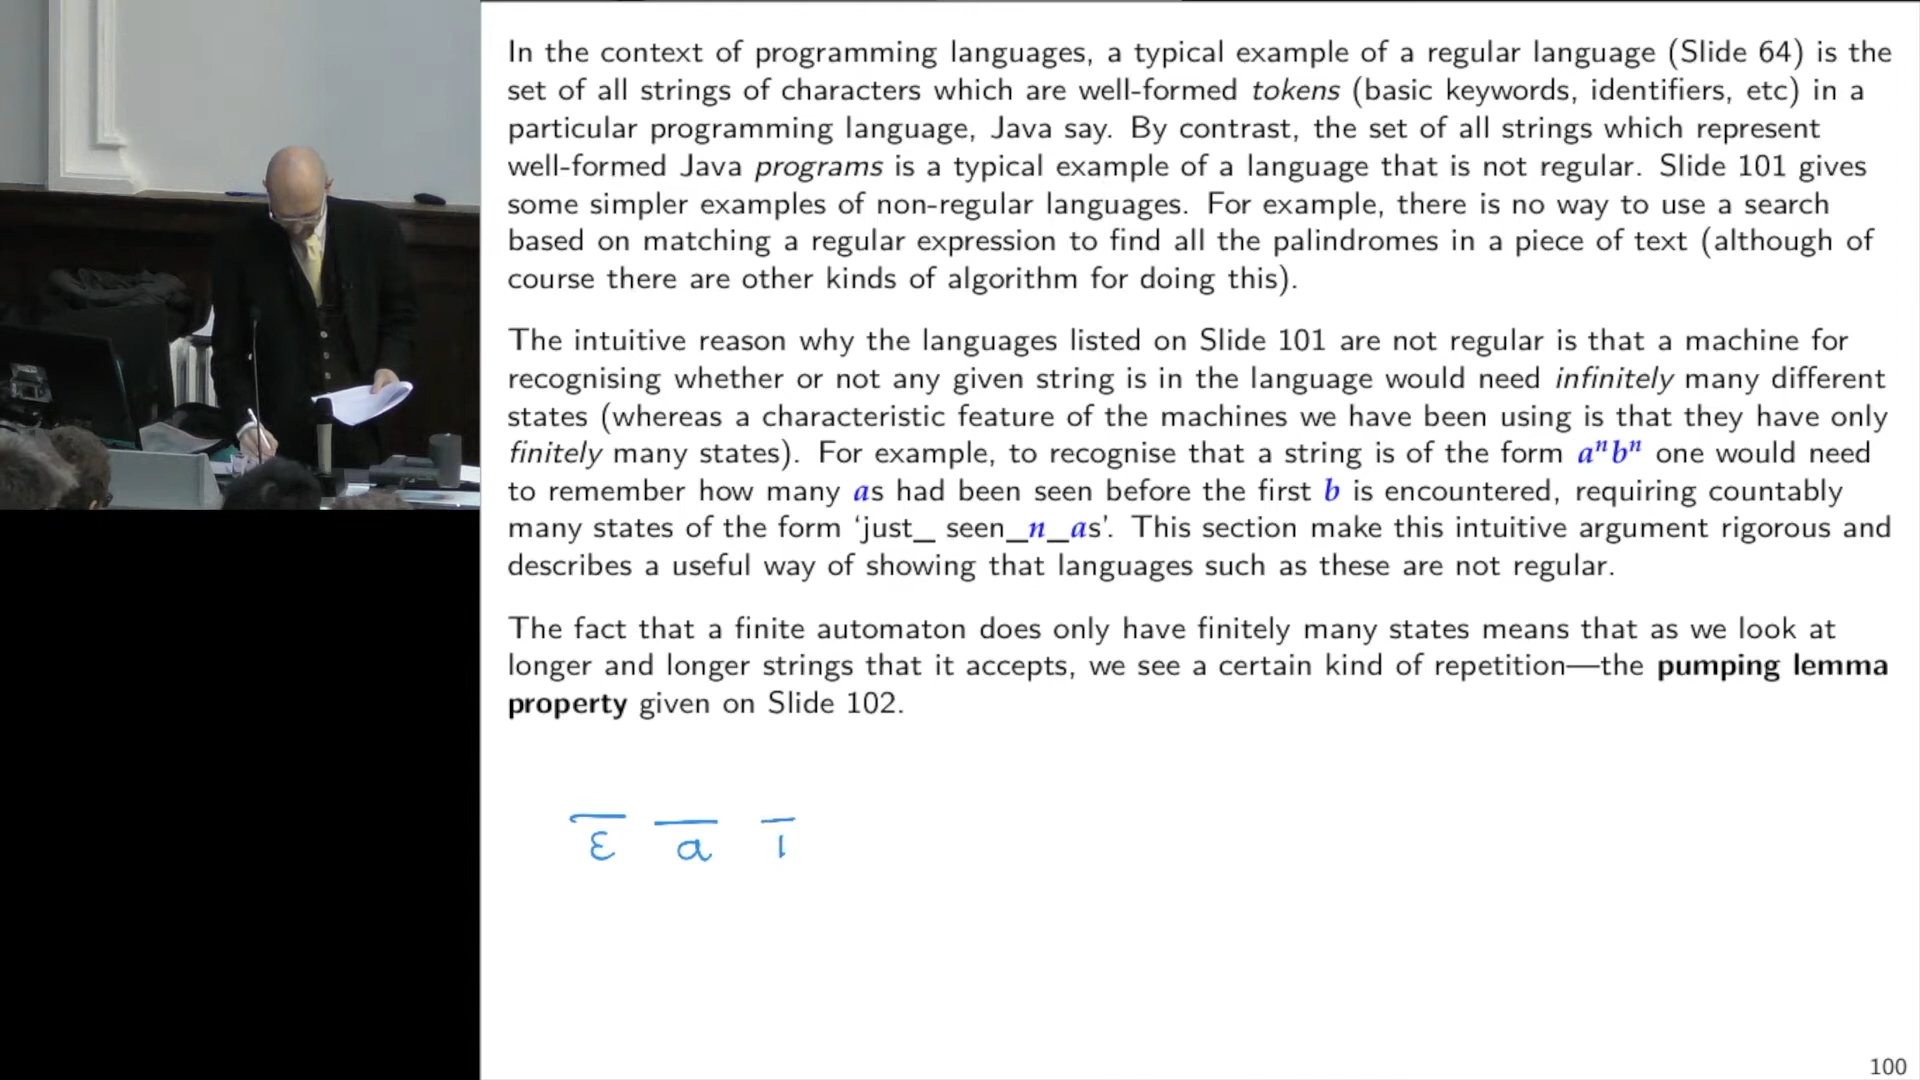 In the context of programming languages, a typical example of a regular language (Slide 64) is the
set of all strings of characters which are well-formed tokens (basic keywords, identifiers, etc) in a
particular programming language, Java say. By contrast, the set of all strings which represent
well-formed Java programs is a typical example of a language that is not regular. Slide 101 gives
some simpler examples of non-regular languages. For example, there is no way to use a search
based on matching a regular expression to find all the palindromes in a piece of text (although of
course there are other kinds of algorithm for doing this).
The intuitive reason why the languages listed on Slide 101 are not regular is that a machine for
recognising whether or not any given string is in the language would need infinitely many different
states (whereas a characteristic feature of the machines we have been using is that they have only
finitely many states). For example, to recognise that a string is of the form aⁿbⁿ one would need
to remember how many as had been seen before the first b is encountered, requiring countably
many states of the form ‘just_ seen_n_as’. This section make this intuitive argument rigorous and
describes a useful way of showing that languages such as these are not regular.
The fact that a finite automaton does only have finitely many states means that as we look at
longer and longer strings that it accepts, we see a certain kind of repetition—the pumping lemma
property given on Slide 102.
ε a
100